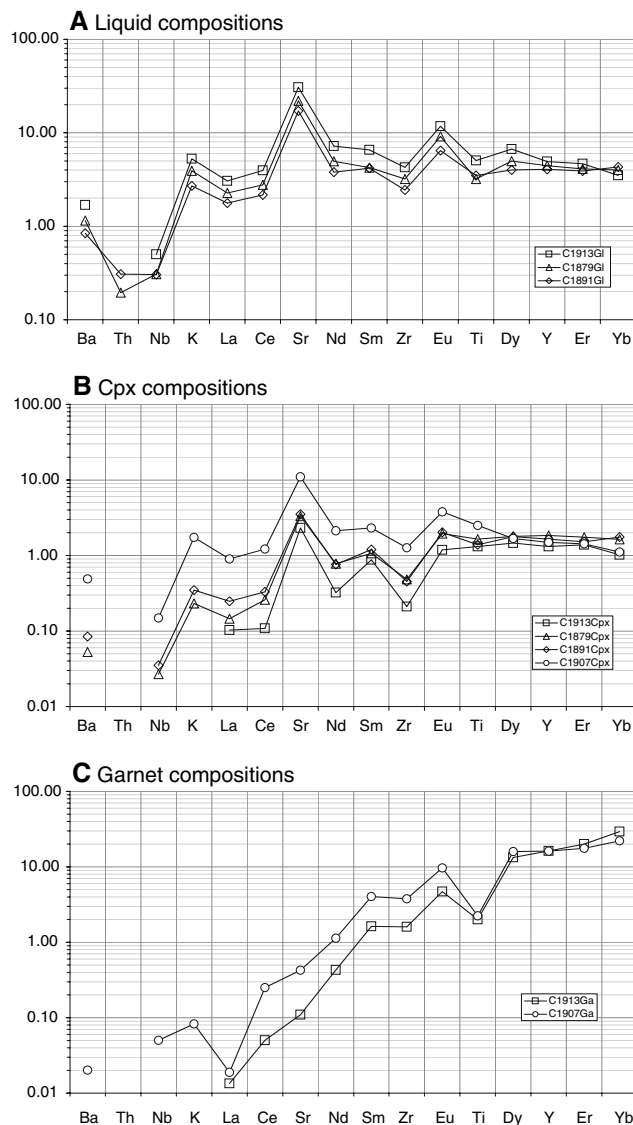 A Liquid compositions
100.00
10.00
1.00
0.10
Ba Th Nb K La Ce Sr Nd Sm Zr Eu Ti Dy Y Er Yb
C1913Gl
C1879Gl
C1891Gl
B Cpx compositions
100.00
10.00
1.00
0.10
0.01
Ba Th Nb K La Ce Sr Nd Sm Zr Eu Ti Dy Y Er Yb
C1913Cpx
C1879Cpx
C1891Cpx
C1907Cpx
C Garnet compositions
100.00
10.00
1.00
0.10
0.01
Ba Th Nb K La Ce Sr Nd Sm Zr Eu Ti Dy Y Er Yb
C1913Ga
C1907Ga